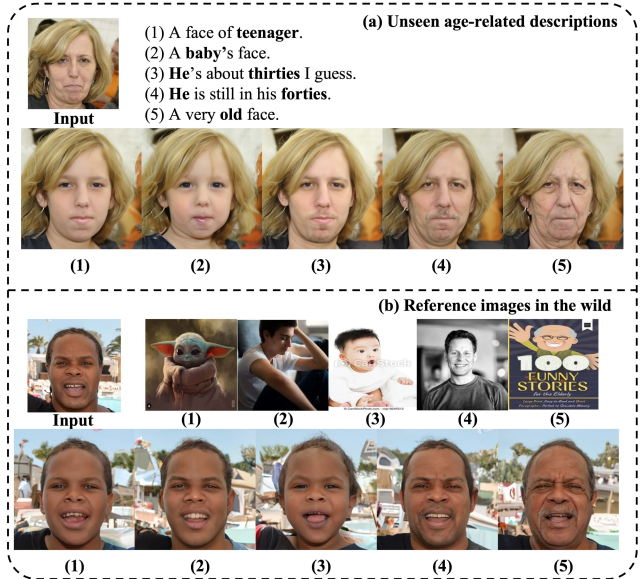 (a) Unseen age-related descriptions
(1) A face of teenager.
(2) A baby's face.
(3) He's about thirties I guess.
(4) He is still in his forties.
(5) A very old face.
Input
(1) (2) (3) (4) (5)
(b) Reference images in the wild
100
FUNNY
STORIES
for the Elderly
Input (1) (2) (3) (4) (5)
(1) (2) (3) (4) (5)